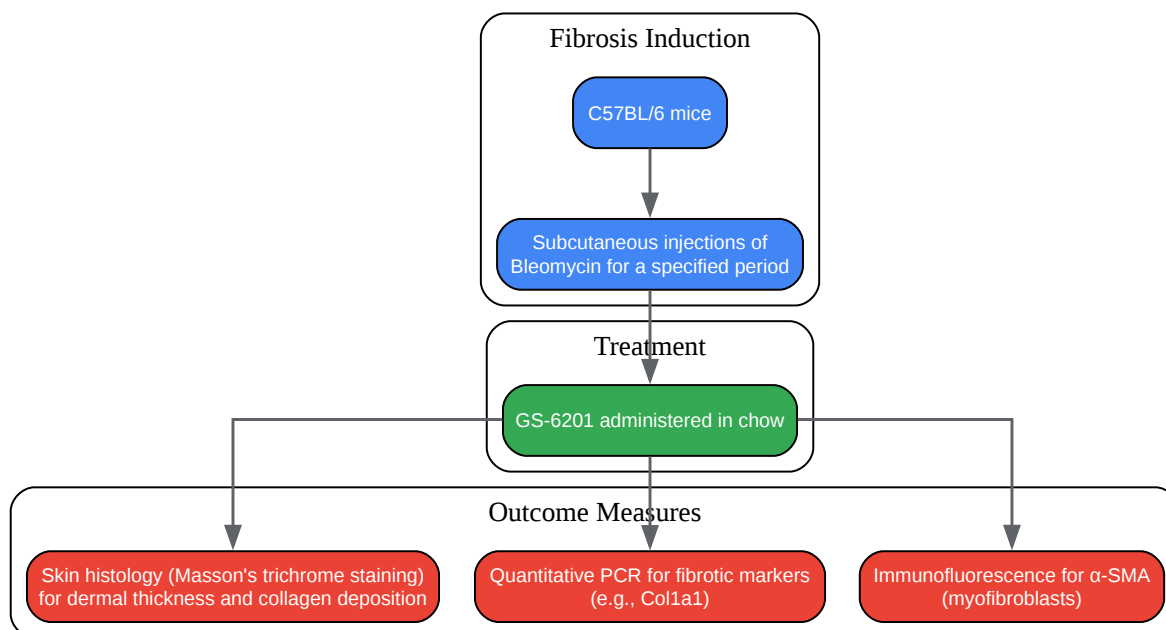 Fibrosis Induction
C57BL/6 mice
Subcutaneous injections of
Bleomycin for a specified period
Treatment
GS-6201 administered in chow
Outcome Measures
Skin histology (Masson's trichrome staining)
for dermal thickness and collagen deposition
Quantitative PCR for fibrotic markers
(e.g., Col1a1)
Immunofluorescence for α-SMA
(myofibroblasts)